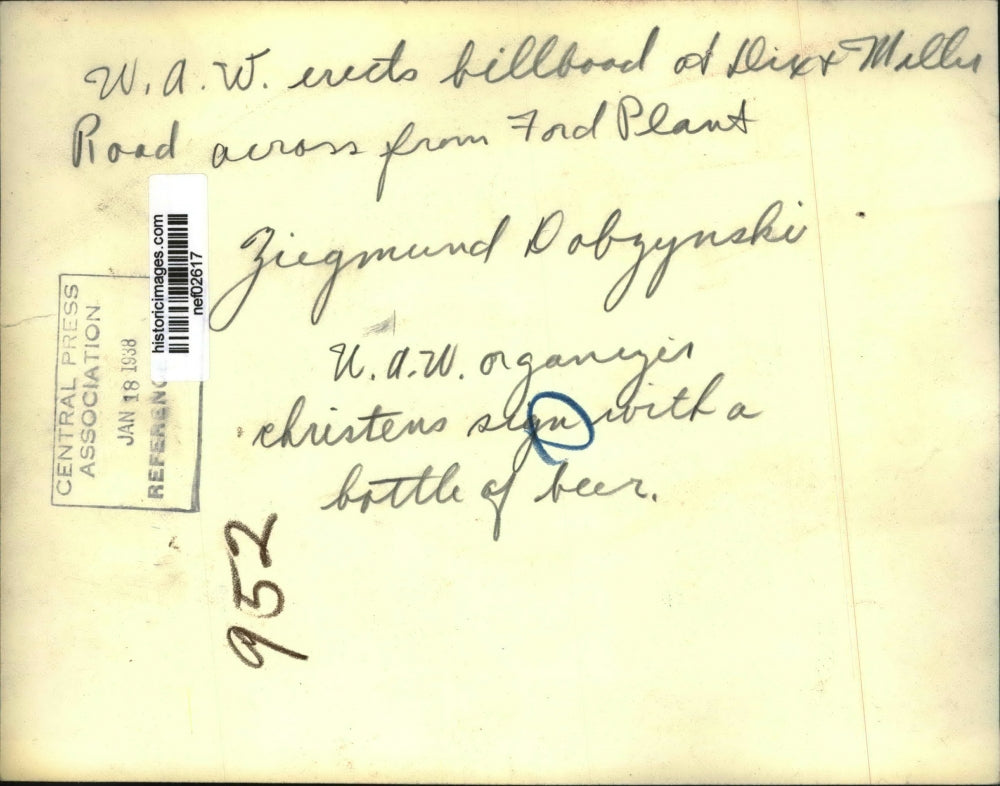 U.A.W. erects billboad at Dix & Miller
Road across from Ford Plant
Ziegmund Dobzynski
U.A.W. organizer
christens sign with a
bottle of beer.
CENTRAL PRESS
ASSOCIATION
JAN 18 1938
REFERENC
historicimages.com
nef02617
952